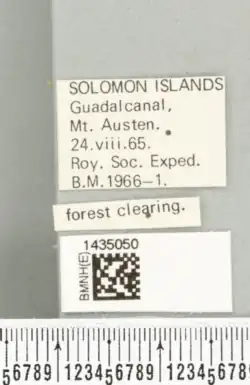 SOLOMON ISLANDS
Guadalcanal,
Mt. Austen.
24.viii.65.
Roy. Soc. Exped.
B.M.1966–1.
forest clearing.
1435050
BMNH(E)
56789 123456789 12345678